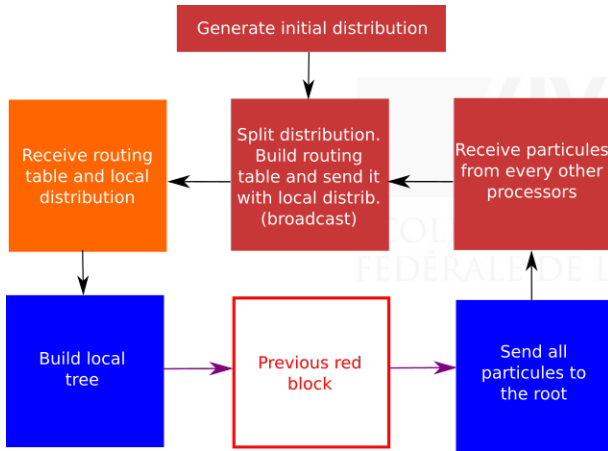 Generate initial distribution
Split distribution.
Build routing
table and send it
with local distrib.
(broadcast)
Receive routing
table and local
distribution
Receive particules
from every other
processors
Build local
tree
Previous red
block
Send all
particules to
the root
FÉDÉRALE DE L